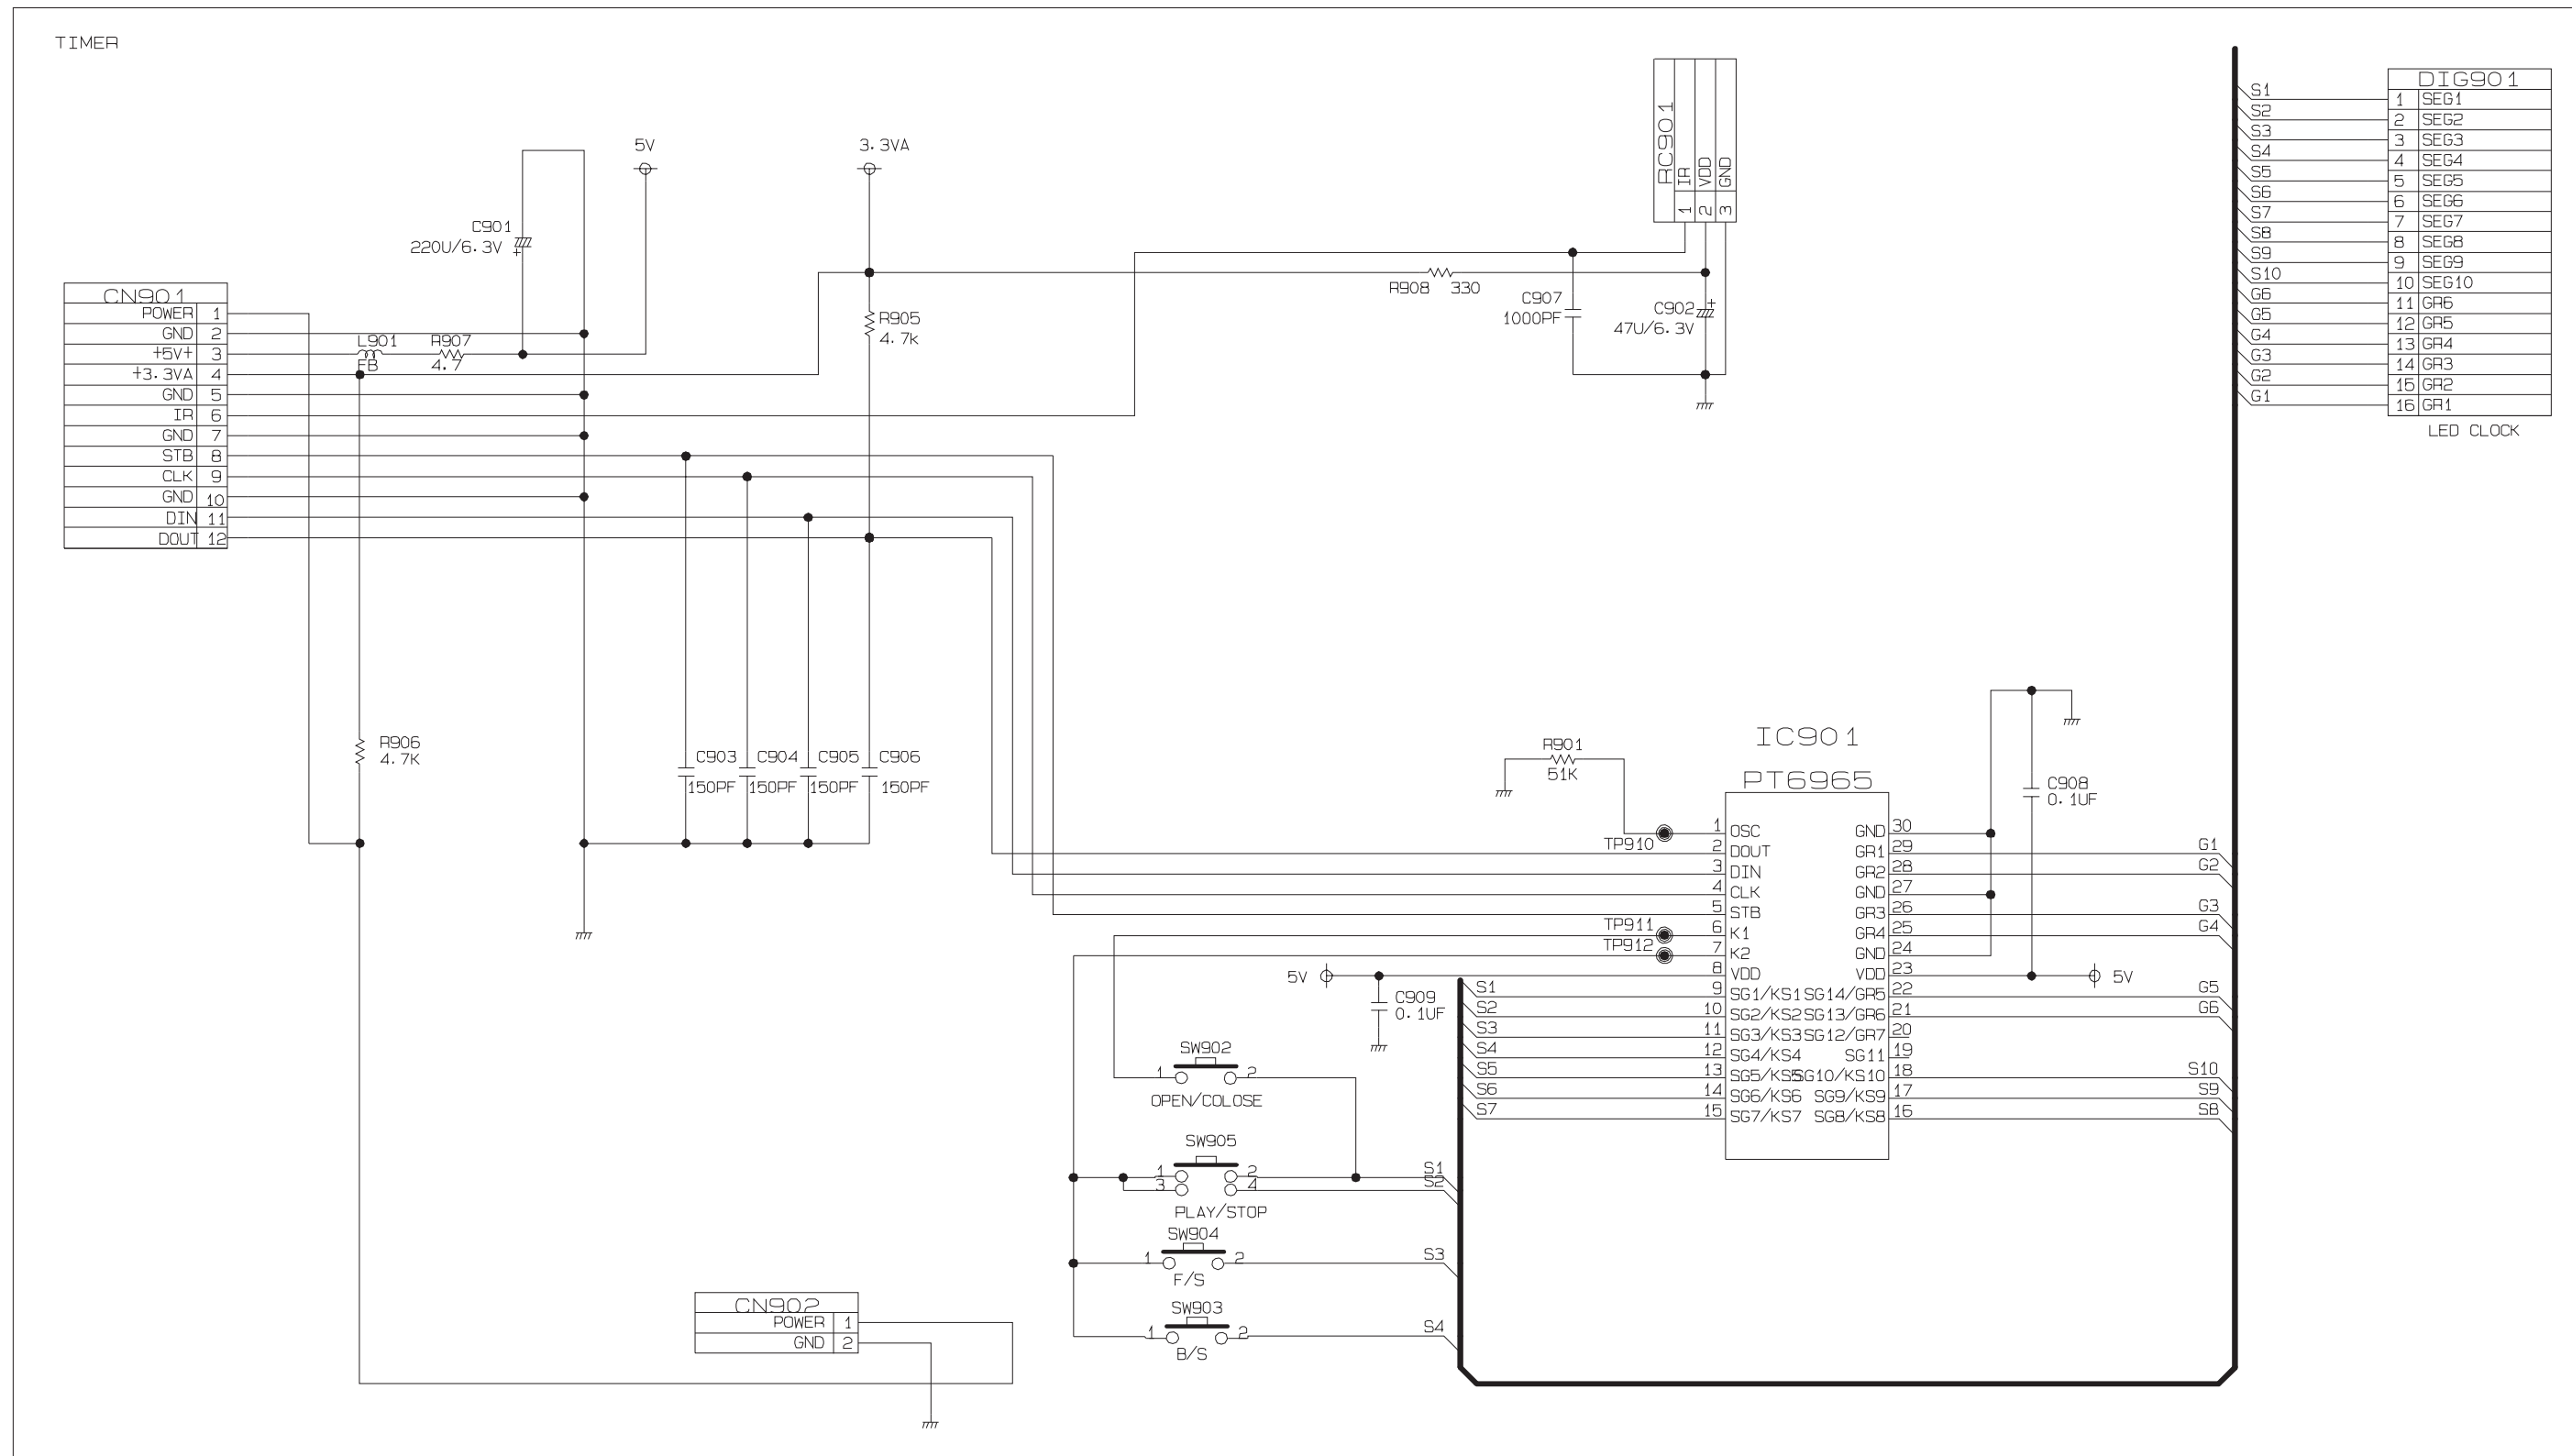 TIMER
CN901
POWER 1
GND 2
+5V+ 3
+3.3VA 4
GND 5
IR 6
GND 7
STB 8
CLK 9
GND 10
DIN 11
DOUT 12
C901
220U/6.3V
+
5V
3.3VA
L901
FB
R907
4.7
R905
4.7k
R906
4.7K
C903
150PF
C904
150PF
C905
150PF
C906
150PF
RC901
IR 1
VDD 2
GND 3
R908 330
C907
1000PF
C902
47U/6.3V
+
DIG901
S1 1 SEG1
S2 2 SEG2
S3 3 SEG3
S4 4 SEG4
S5 5 SEG5
S6 6 SEG6
S7 7 SEG7
S8 8 SEG8
S9 9 SEG9
S10 10 SEG10
G6 11 GR6
G5 12 GR5
G4 13 GR4
G3 14 GR3
G2 15 GR2
G1 16 GR1
LED CLOCK
IC901
PT6965
R901
51K
C908
0.1UF
TP910
TP911
TP912
1 OSC GND 30
2 DOUT GR1 29 G1
3 DIN GR2 28 G2
4 CLK GND 27
5 STB GR3 26 G3
6 K1 GR4 25 G4
7 K2 GND 24
5V 8 VDD VDD 23 5V
S1 9 SG1/KS1 SG14/GR5 22 G5
S2 10 SG2/KS2 SG13/GR6 21 G6
S3 11 SG3/KS3 SG12/GR7 20
S4 12 SG4/KS4 SG11 19
S5 13 SG5/KS5 SG10/KS10 18 S10
S6 14 SG6/KS6 SG9/KS9 17 S9
S7 15 SG7/KS7 SG8/KS8 16 S8
C909
0.1UF
SW902
1 2
OPEN/COLOSE
SW905
1 2 S1
3 4 S2
PLAY/STOP
SW904
1 2 S3
F/S
SW903
1 2 S4
B/S
CN902
POWER 1
GND 2